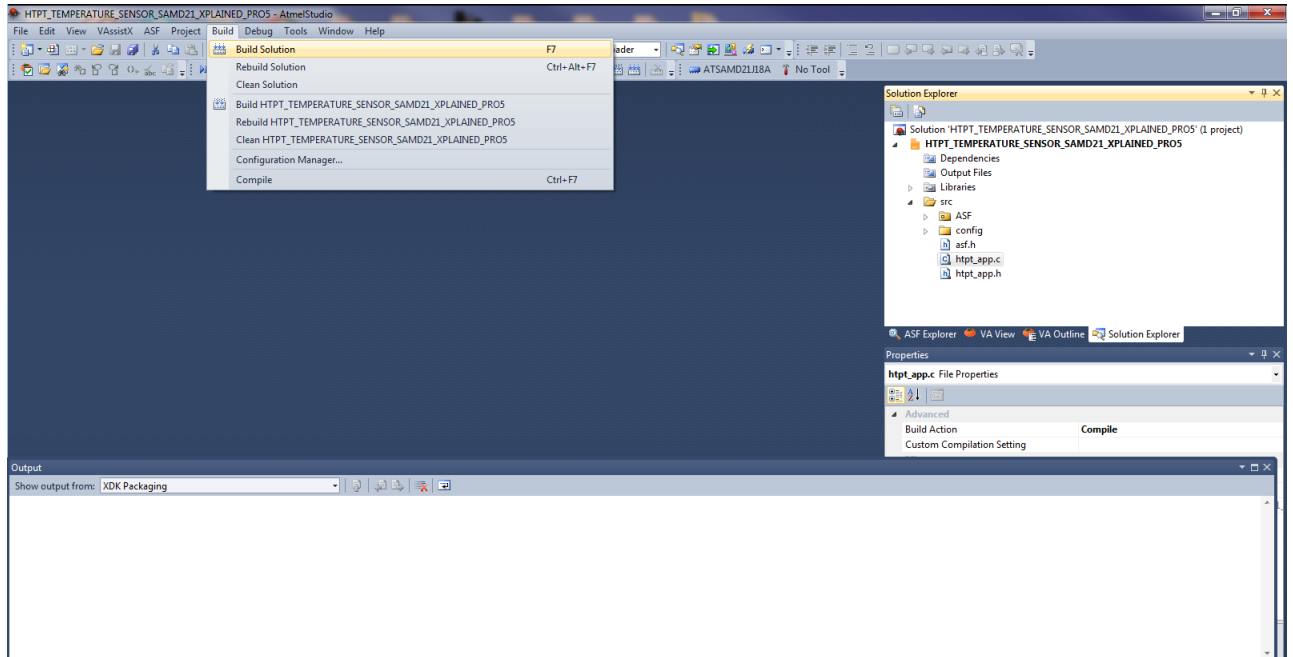 HTPT_TEMPERATURE_SENSOR_SAMD21_XPLAINED_PRO5 - AtmelStudio
File Edit View VAssistX ASF Project Build Debug Tools Window Help
Build Solution F7
Rebuild Solution Ctrl+Alt+F7
Clean Solution
Build HTPT_TEMPERATURE_SENSOR_SAMD21_XPLAINED_PRO5
Rebuild HTPT_TEMPERATURE_SENSOR_SAMD21_XPLAINED_PRO5
Clean HTPT_TEMPERATURE_SENSOR_SAMD21_XPLAINED_PRO5
Configuration Manager...
Compile Ctrl+F7
ader
ATSAMD21J18A No Tool
Solution Explorer
Solution 'HTPT_TEMPERATURE_SENSOR_SAMD21_XPLAINED_PRO5' (1 project)
HTPT_TEMPERATURE_SENSOR_SAMD21_XPLAINED_PRO5
Dependencies
Output Files
Libraries
src
ASF
config
asf.h
htpt_app.c
htpt_app.h
ASF Explorer VA View VA Outline Solution Explorer
Properties
htpt_app.c File Properties
Advanced
Build Action Compile
Custom Compilation Setting
Output
Show output from: XDK Packaging